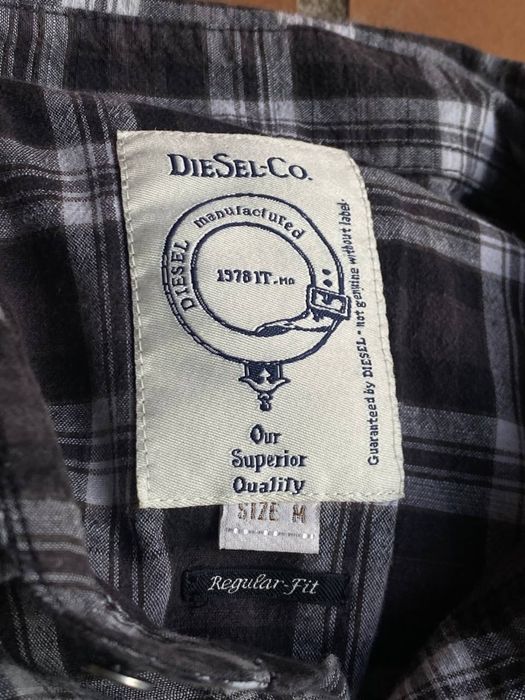 DIESEL-CO.
DIESEL manufactured
1978 IT-MO
Guaranteed by DIESEL - not genuine without label.
Our
Superior
Quality
SIZE M
Regular-Fit